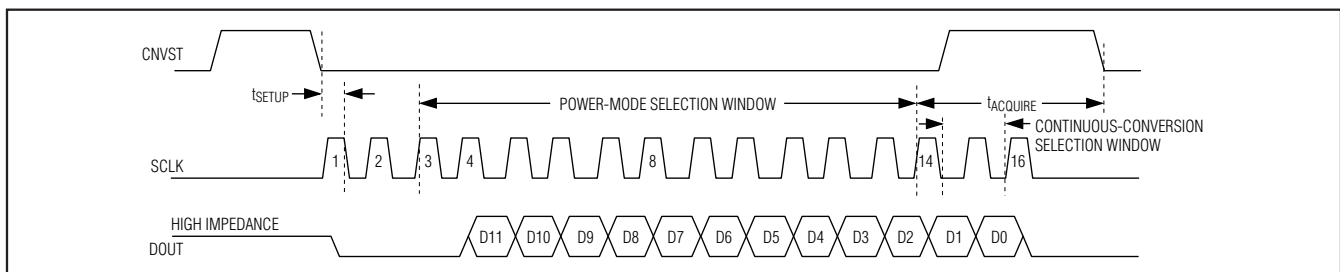 CNVST
tSETUP
POWER-MODE SELECTION WINDOW
tACQUIRE
CONTINUOUS-CONVERSION
SELECTION WINDOW
SCLK
1 2 3 4 8 14 16
HIGH IMPEDANCE
DOUT
D11 D10 D9 D8 D7 D6 D5 D4 D3 D2 D1 D0